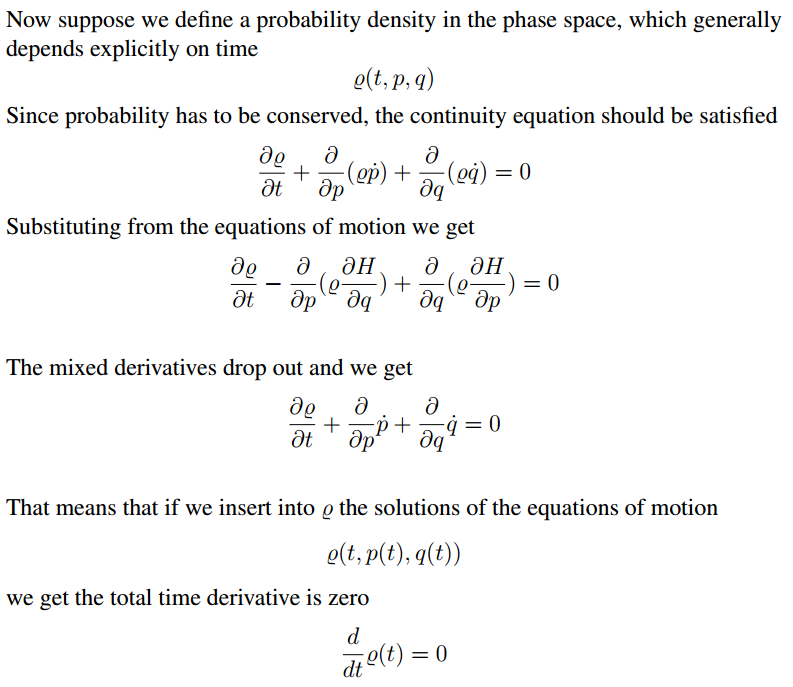 Now suppose we define a probability density in the phase space, which generally
depends explicitly on time
ϱ(t, p, q)
Since probability has to be conserved, the continuity equation should be satisfied
∂ϱ/∂t + ∂/∂p (ϱṗ) + ∂/∂q (ϱq̇) = 0
Substituting from the equations of motion we get
∂ϱ/∂t − ∂/∂p (ϱ ∂H/∂q) + ∂/∂q (ϱ ∂H/∂p) = 0
The mixed derivatives drop out and we get
∂ϱ/∂t + ∂/∂p ṗ + ∂/∂q q̇ = 0
That means that if we insert into ϱ the solutions of the equations of motion
ϱ(t, p(t), q(t))
we get the total time derivative is zero
d/dt ϱ(t) = 0